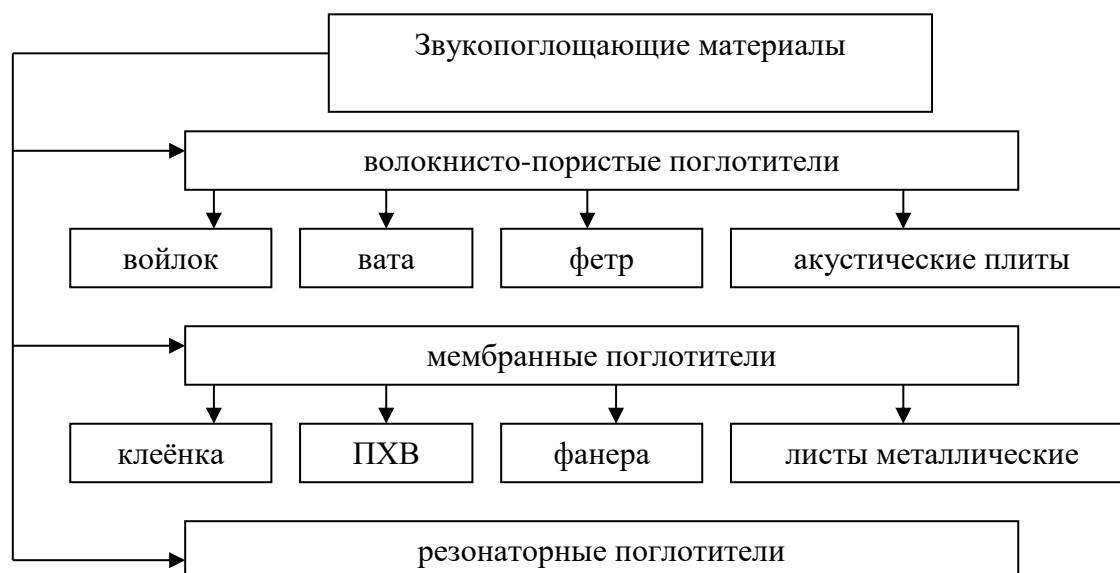 Звукопоглощающие материалы
волокнисто-пористые поглотители
войлок вата фетр акустические плиты
мембранные поглотители
клеёнка ПХВ фанера листы металлические
резонаторные поглотители